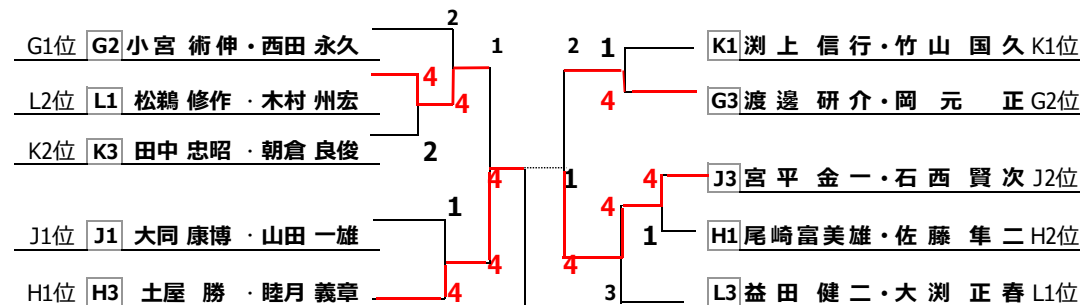 2
G1位 G2 小宮 術伸・西田 永久
1
2
1
K1 渕上 信行・竹山 国久 K1位
4
4
4
L2位 L1 松鵜 修作 ・木村 州宏
G3 渡邊 研介・岡元 正 G2位
K2位 K3 田中 忠昭 ・朝倉 良俊
2
4
1
4
J3 宮平 金一・石西 賢次 J2位
1
4
J1位 J1 大同 康博 ・山田 一雄
1
H1 尾崎富美雄・佐藤 隼二 H2位
4
4
H1位 H3 土屋 勝 ・睦月 義章
4
3
L3 益田 健二・大渕 正春 L1位